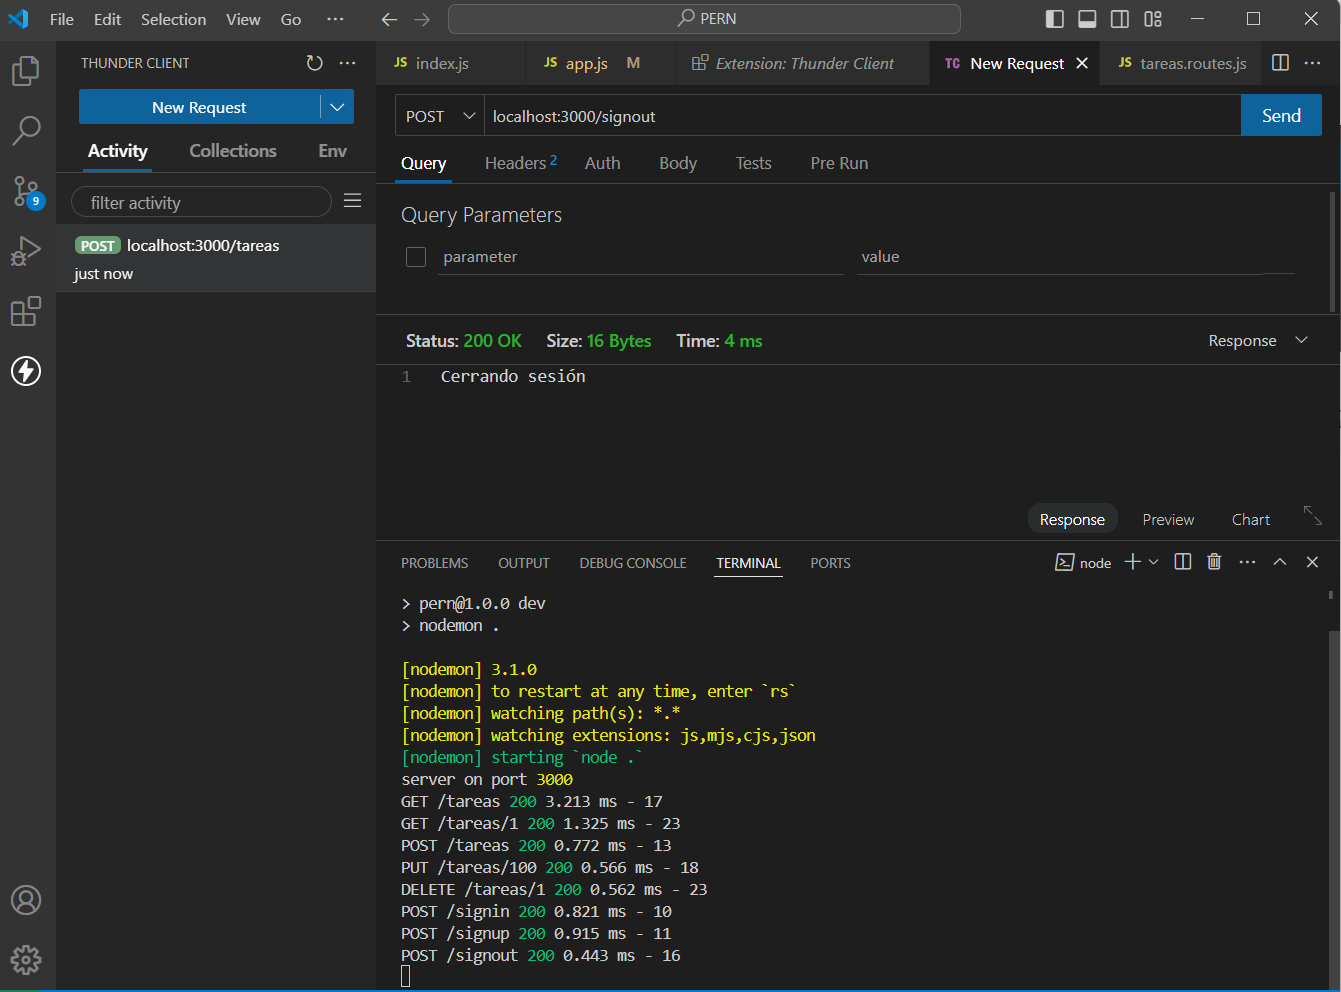 File Edit Selection View Go ··· PERN
THUNDER CLIENT
New Request
Activity Collections Env
filter activity
POST localhost:3000/tareas
just now
9
JS index.js JS app.js M Extension: Thunder Client TC New Request JS tareas.routes.js
POST localhost:3000/signout Send
Query Headers 2 Auth Body Tests Pre Run
Query Parameters
parameter value
Status: 200 OK Size: 16 Bytes Time: 4 ms Response
1 Cerrando sesión
Response Preview Chart
PROBLEMS OUTPUT DEBUG CONSOLE TERMINAL PORTS node
> pern@1.0.0 dev
> nodemon .
[nodemon] 3.1.0
[nodemon] to restart at any time, enter `rs`
[nodemon] watching path(s): *.*
[nodemon] watching extensions: js,mjs,cjs,json
[nodemon] starting `node .`
server on port 3000
GET /tareas 200 3.213 ms - 17
GET /tareas/1 200 1.325 ms - 23
POST /tareas 200 0.772 ms - 13
PUT /tareas/100 200 0.566 ms - 18
DELETE /tareas/1 200 0.562 ms - 23
POST /signin 200 0.821 ms - 10
POST /signup 200 0.915 ms - 11
POST /signout 200 0.443 ms - 16